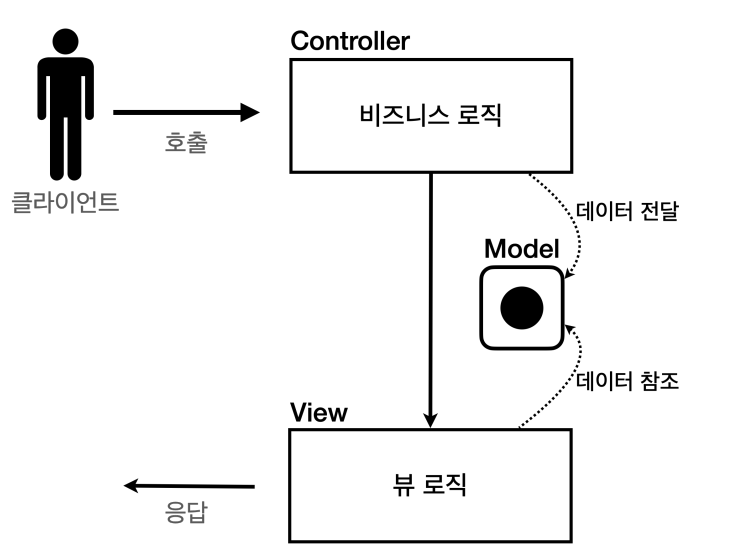 Controller
비즈니스 로직
호출
클라이언트
데이터 전달
Model
데이터 참조
View
뷰 로직
응답